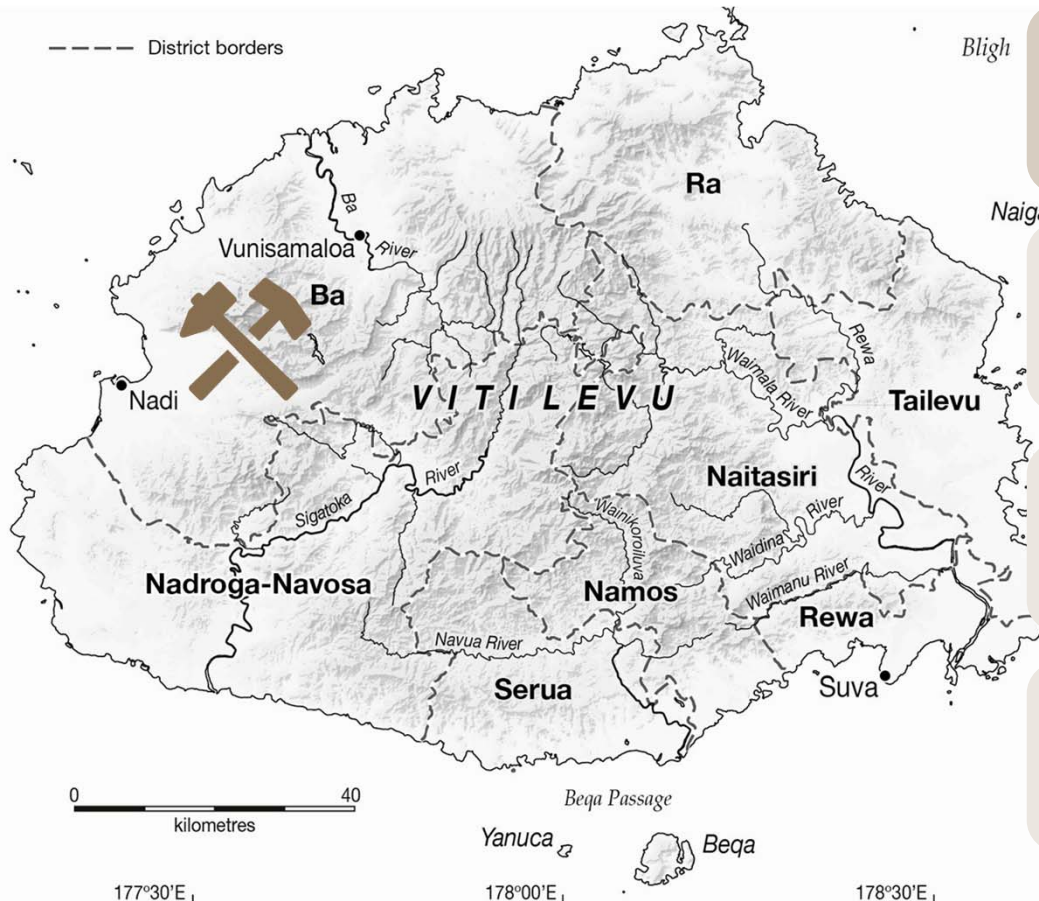 District borders
Bligh
Ra
Naiga
Ba
River
Vunisamaloa
Ba
Rewa
Waimala River
Nadi
VITI LEVU
Tailevu
River
Naitasiri
River
Sigatoka
Wainikoroiluva
River
Waidina
Nadroga-Navosa
Namos
Waimanu River
Rewa
Navua River
Serua
Suva
0 40
kilometres
Beqa Passage
Yanuca
Beqa
177°30'E 178°00'E 178°30'E